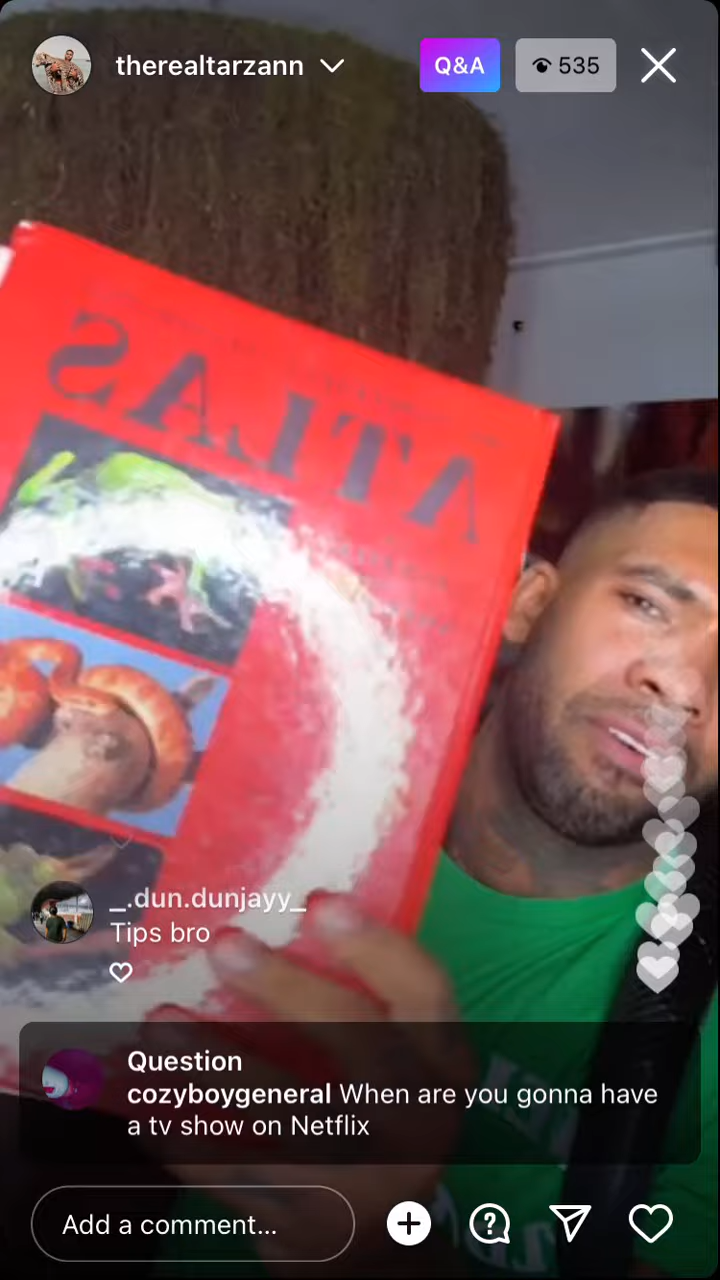 therealtarzann
Q&A
535
ATLAS
_.dun.dunjayy_
Tips bro
Question
cozyboygeneral When are you gonna have
a tv show on Netflix
Add a comment...